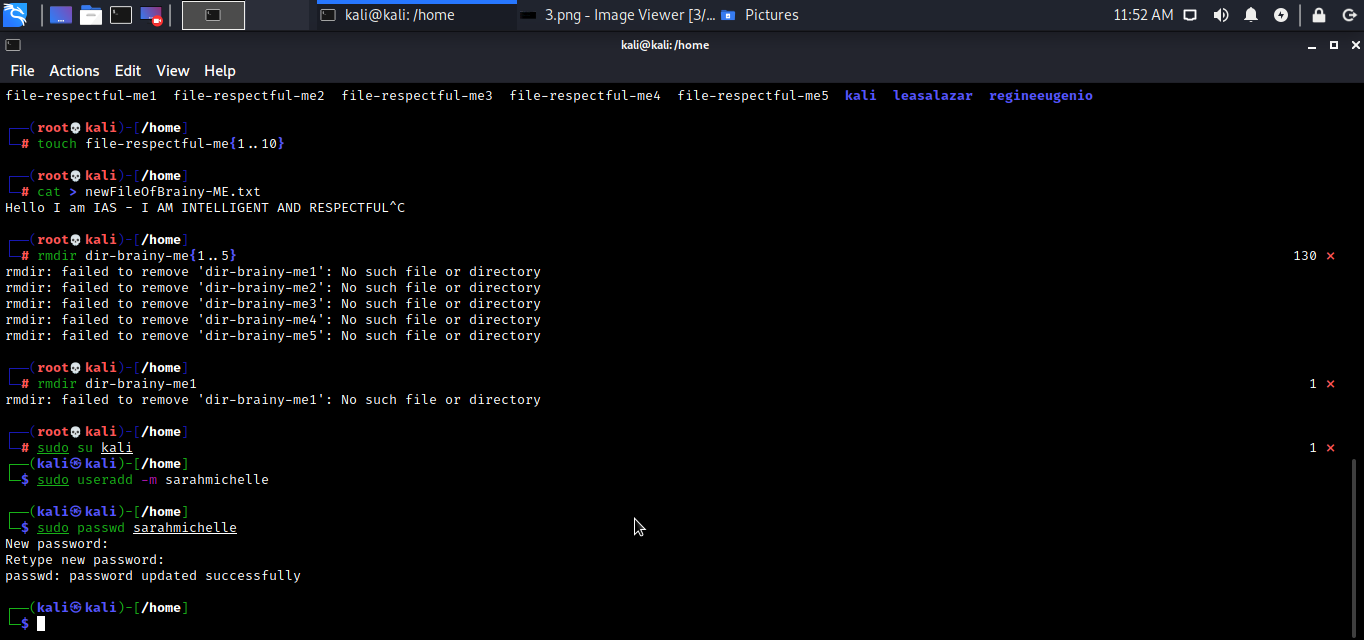 kali@kali: /home
3.png - Image Viewer [3/...
Pictures
11:52 AM
kali@kali: /home
File Actions Edit View Help
file-respectful-me1 file-respectful-me2 file-respectful-me3 file-respectful-me4 file-respectful-me5 kali leasalazar regineeugenio
┌──(root💀kali)-[/home]
└─# touch file-respectful-me{1..10}
┌──(root💀kali)-[/home]
└─# cat > newFileOfBrainy-ME.txt
Hello I am IAS - I AM INTELLIGENT AND RESPECTFUL^C
┌──(root💀kali)-[/home]
└─# rmdir dir-brainy-me{1..5} 130 ⨯
rmdir: failed to remove 'dir-brainy-me1': No such file or directory
rmdir: failed to remove 'dir-brainy-me2': No such file or directory
rmdir: failed to remove 'dir-brainy-me3': No such file or directory
rmdir: failed to remove 'dir-brainy-me4': No such file or directory
rmdir: failed to remove 'dir-brainy-me5': No such file or directory
┌──(root💀kali)-[/home]
└─# rmdir dir-brainy-me1 1 ⨯
rmdir: failed to remove 'dir-brainy-me1': No such file or directory
┌──(root💀kali)-[/home]
└─# sudo su kali 1 ⨯
┌──(kali㉿kali)-[/home]
└─$ sudo useradd -m sarahmichelle
┌──(kali㉿kali)-[/home]
└─$ sudo passwd sarahmichelle
New password:
Retype new password:
passwd: password updated successfully
┌──(kali㉿kali)-[/home]
└─$